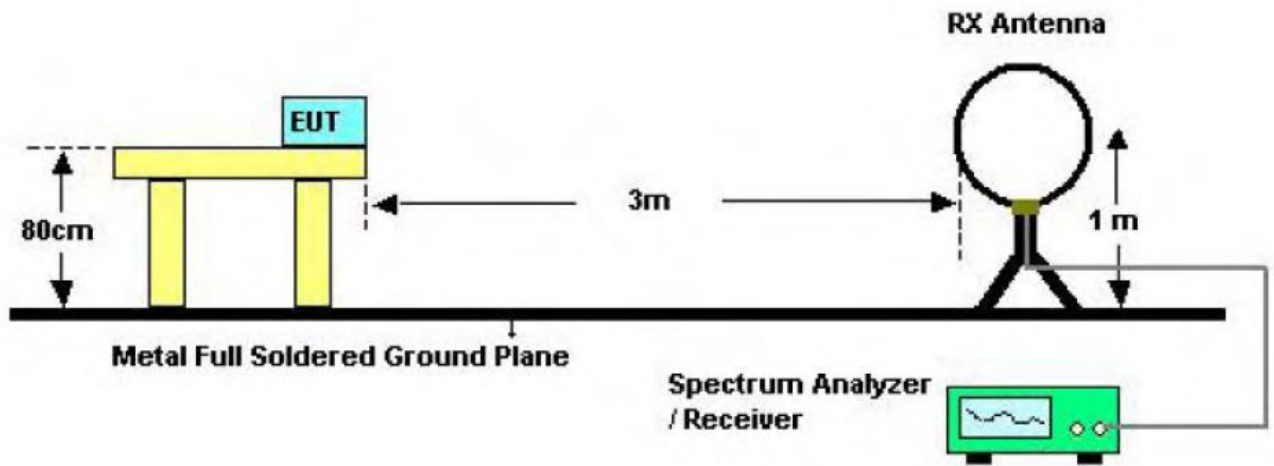 RX Antenna
EUT
3m
80cm
1 m
Metal Full Soldered Ground Plane
Spectrum Analyzer
/ Receiver